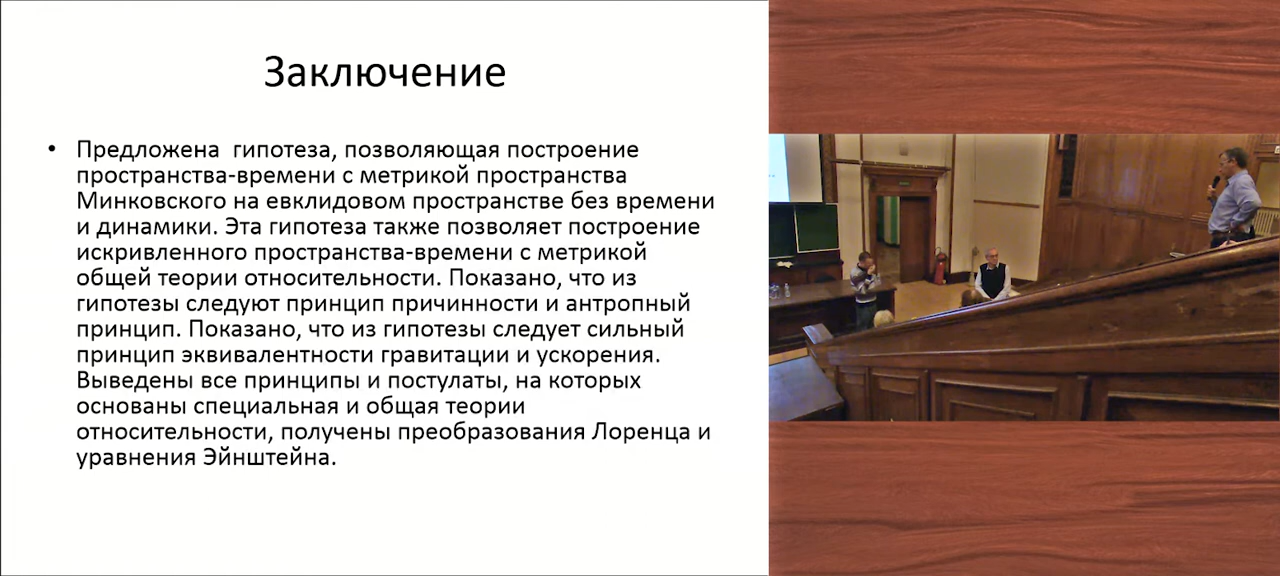 Заключение
• Предложена  гипотеза, позволяющая построение
пространства-времени с метрикой пространства
Минковского на евклидовом пространстве без времени
и динамики. Эта гипотеза также позволяет построение
искривленного пространства-времени с метрикой
общей теории относительности. Показано, что из
гипотезы следуют принцип причинности и антропный
принцип. Показано, что из гипотезы следует сильный
принцип эквивалентности гравитации и ускорения.
Выведены все принципы и постулаты, на которых
основаны специальная и общая теории
относительности, получены преобразования Лоренца и
уравнения Эйнштейна.